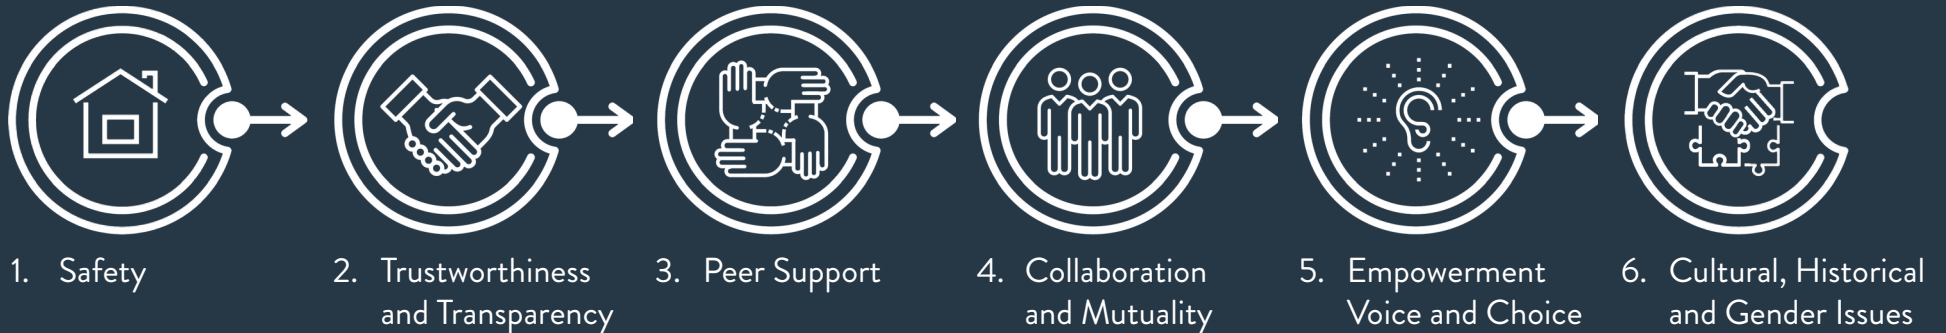 1. Safety
2. Trustworthiness
and Transparency
3. Peer Support
4. Collaboration
and Mutuality
5. Empowerment
Voice and Choice
6. Cultural, Historical
and Gender Issues